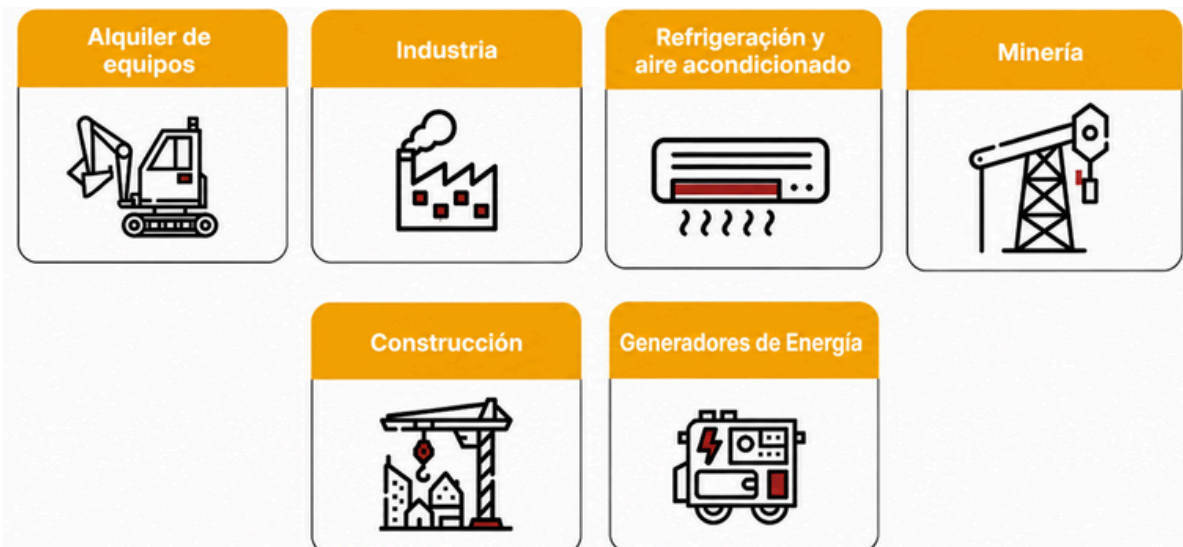 Alquiler de
equipos
Industria
Refrigeración y
aire acondicionado
Minería
Construcción
Generadores de Energía